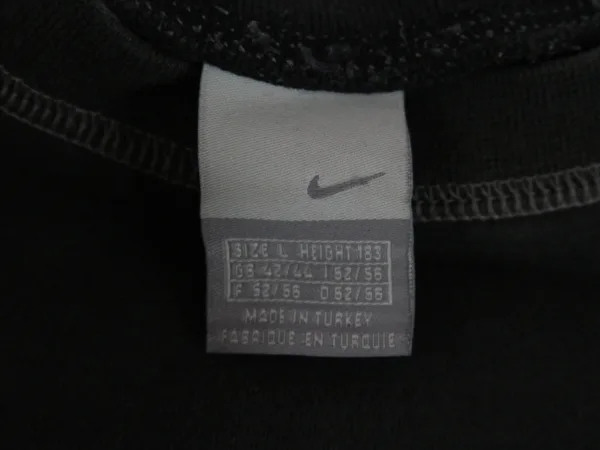 SIZE L HEIGHT 183
GB 42/44 I 52/56
F 52/56 D 52/56
MADE IN TURKEY
FABRIQUE EN TURQUIE